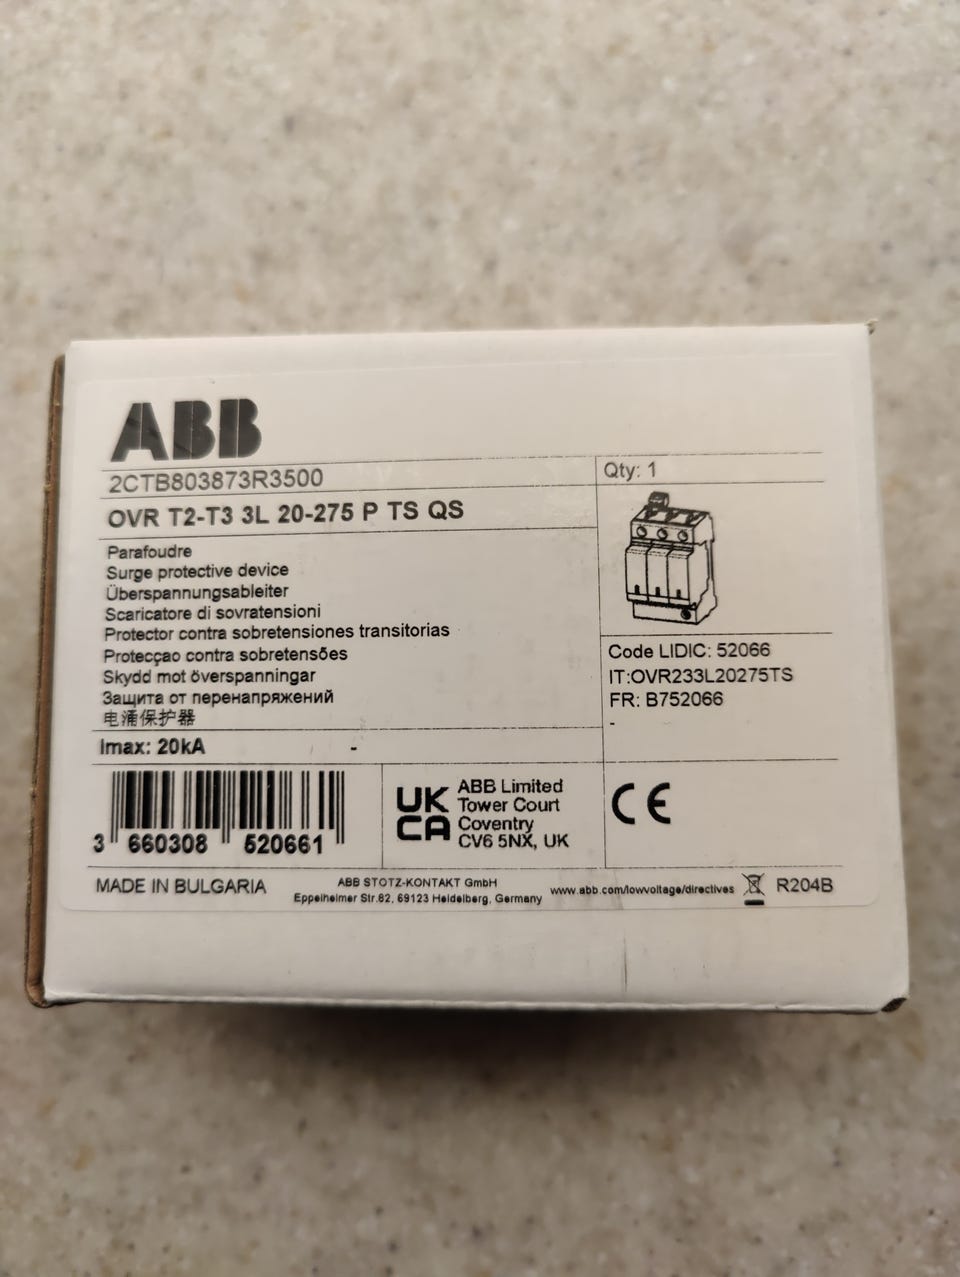 ABB
2CTB803873R3500
Qty: 1
OVR T2-T3 3L 20-275 P TS QS
Parafoudre
Surge protective device
Überspannungsableiter
Scaricatore di sovratensioni
Protector contra sobretensiones transitorias
Protecçao contra sobretensões
Skydd mot överspanningar
Защита от перенапряжений
电涌保护器
Code LIDIC: 52066
IT:OVR233L20275TS
FR: B752066
-
Imax: 20kA -
3 660308 520661
UK
CA
ABB Limited
Tower Court
Coventry
CV6 5NX, UK
CE
MADE IN BULGARIA
ABB STOTZ-KONTAKT GmbH
Eppelheimer Str.82, 69123 Heidelberg, Germany
www.abb.com/lowvoltage/directives
R204B